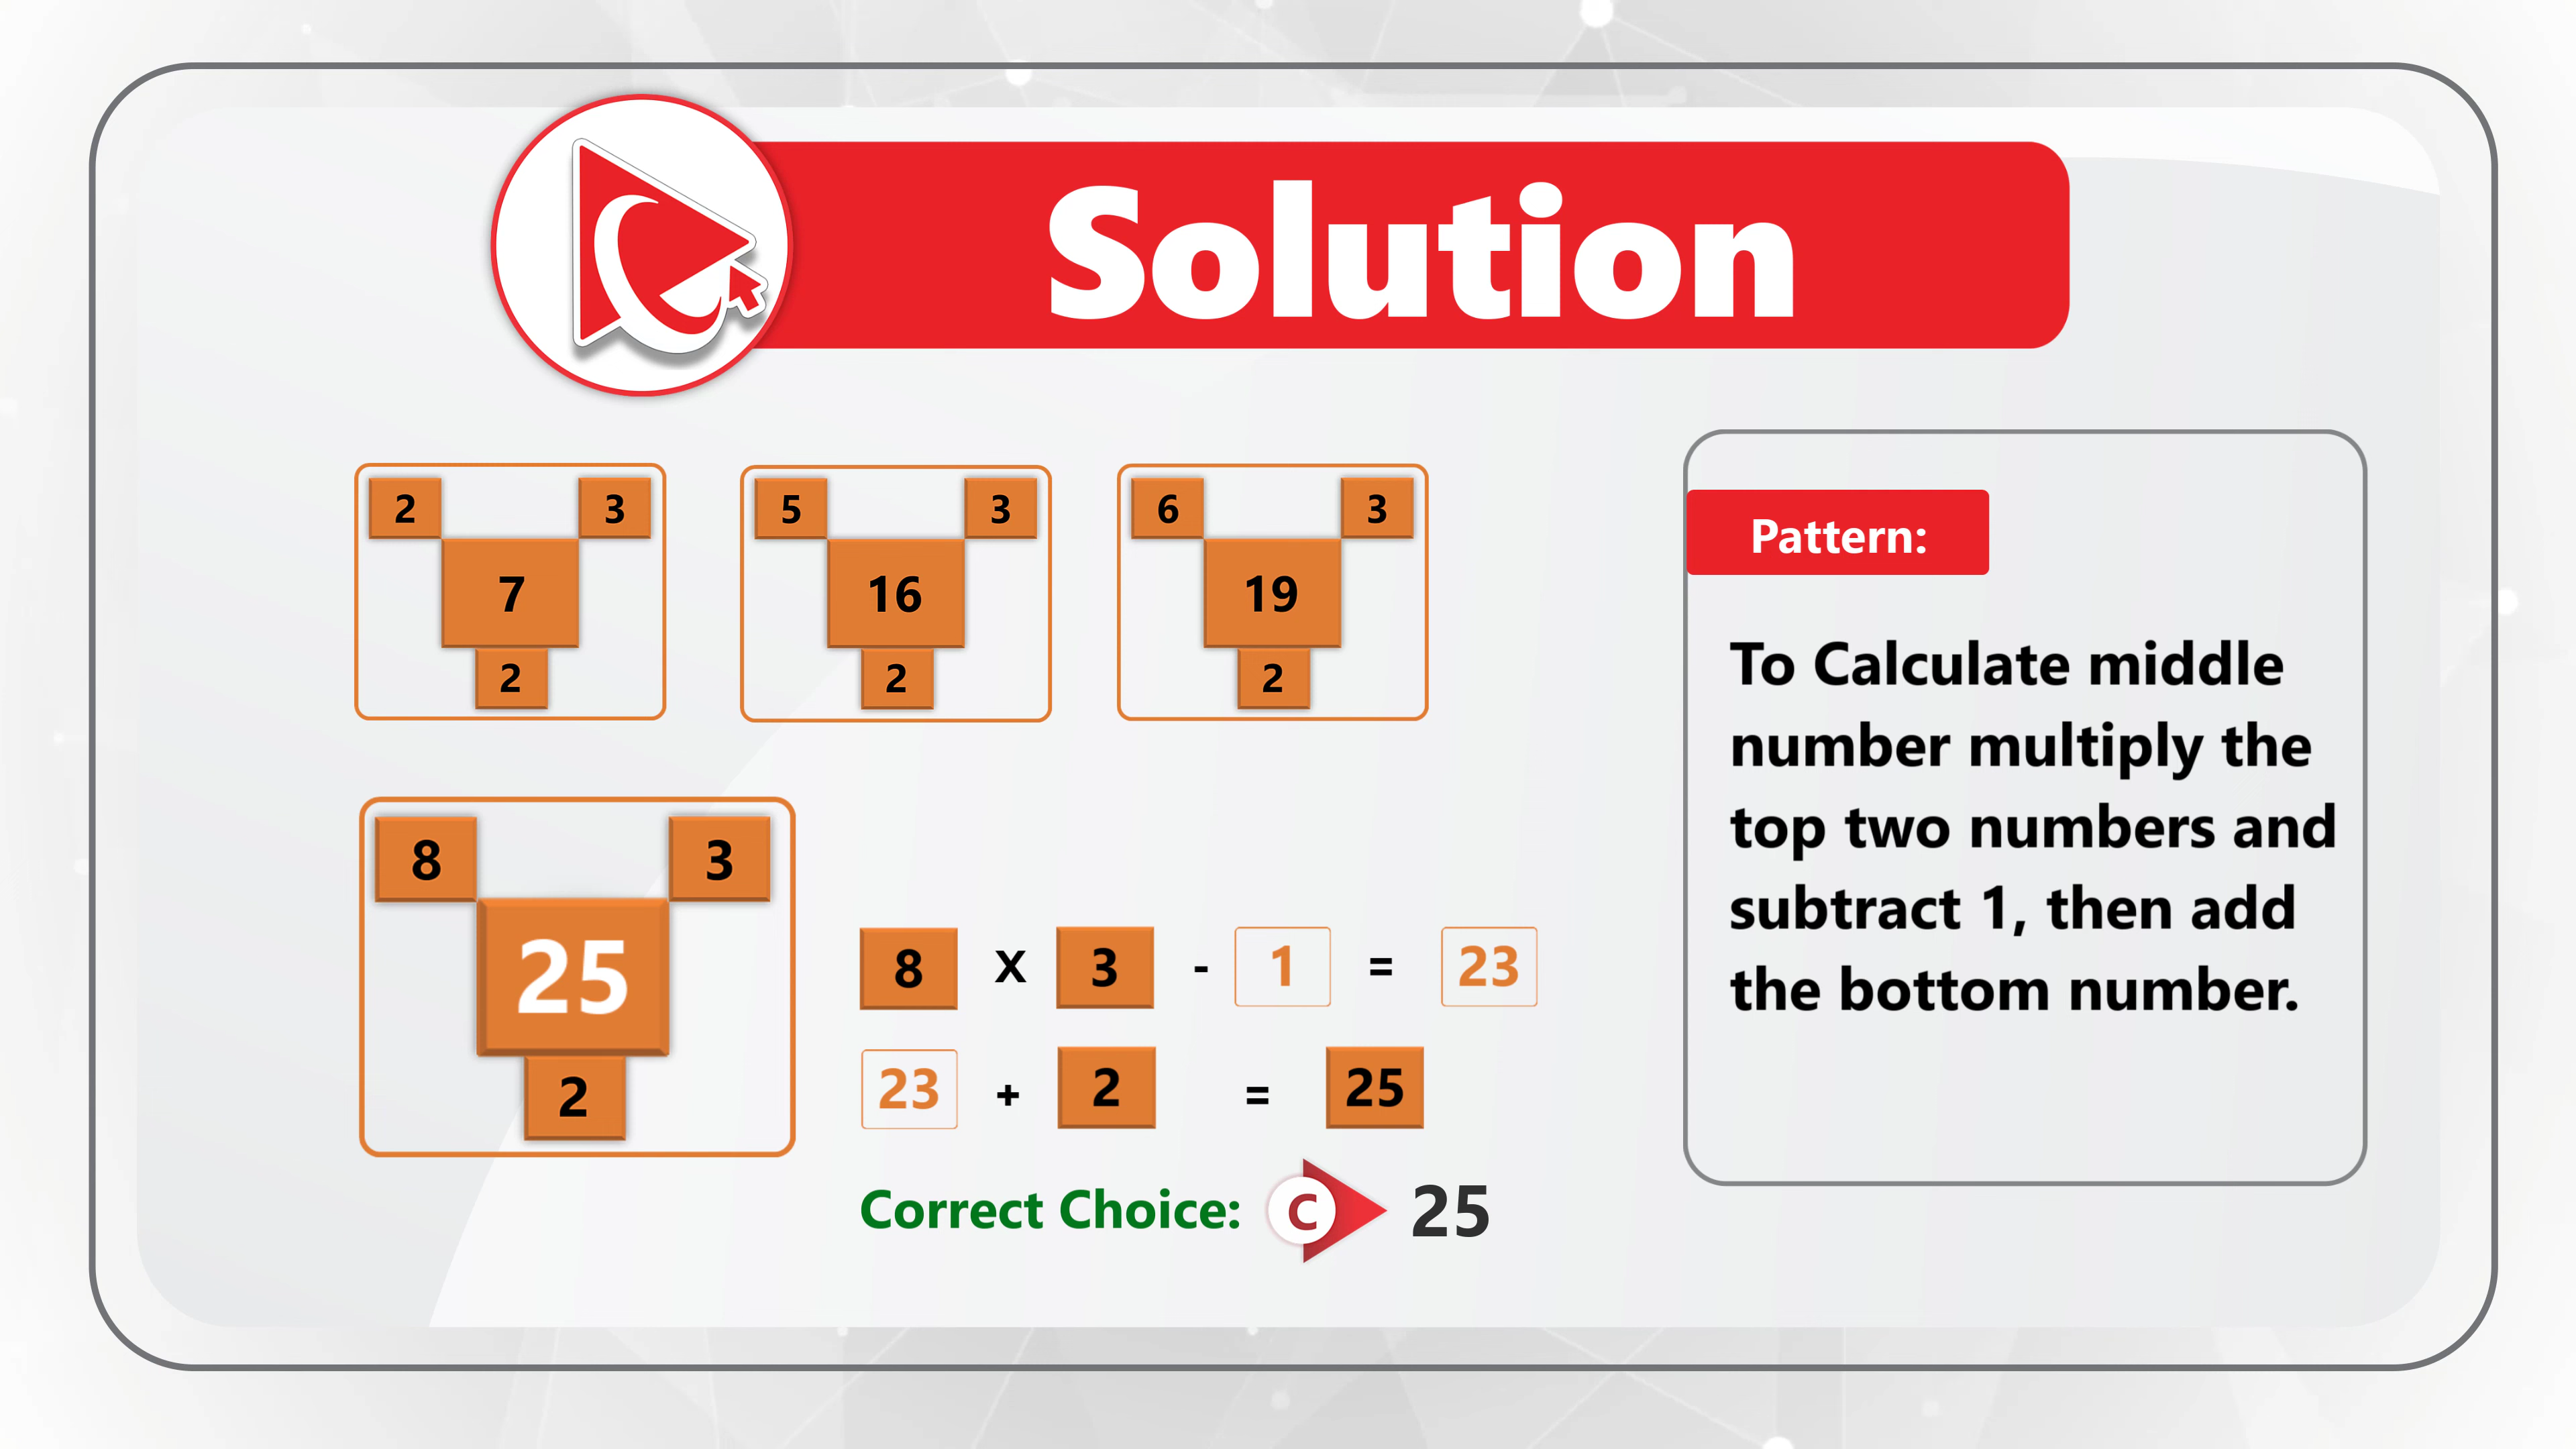 Solution
2 3
7
2
5 3
16
2
6 3
19
2
Pattern:
To Calculate middle
number multiply the
top two numbers and
subtract 1, then add
the bottom number.
8 3
25
2
8 X 3 - 1 = 23
23 + 2 = 25
Correct Choice: C 25